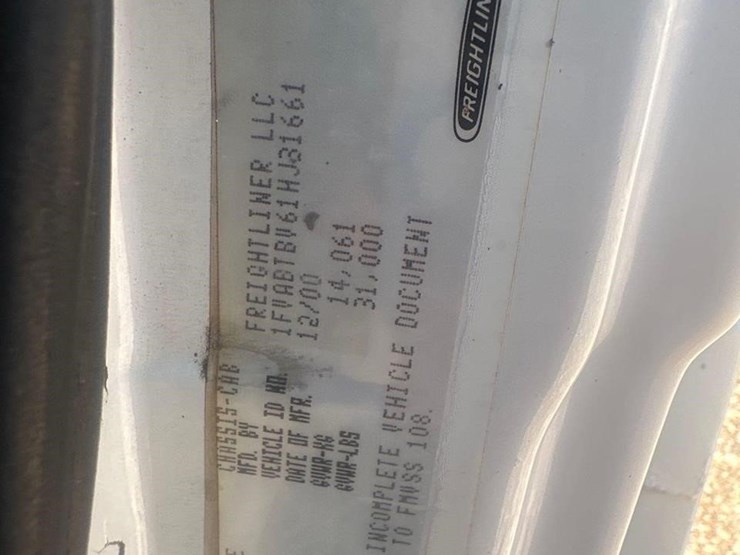 CHASSIS-CAB
MFD. BY FREIGHTLINER LLC
VEHICLE ID NO. 1FVABTBV61HJ31661
DATE OF MFR. 12/00
GVWR-KG 14,061
GVWR-LBS 31,000
INCOMPLETE VEHICLE DOCUMENT
TO FMVSS 108.
FREIGHTLIN